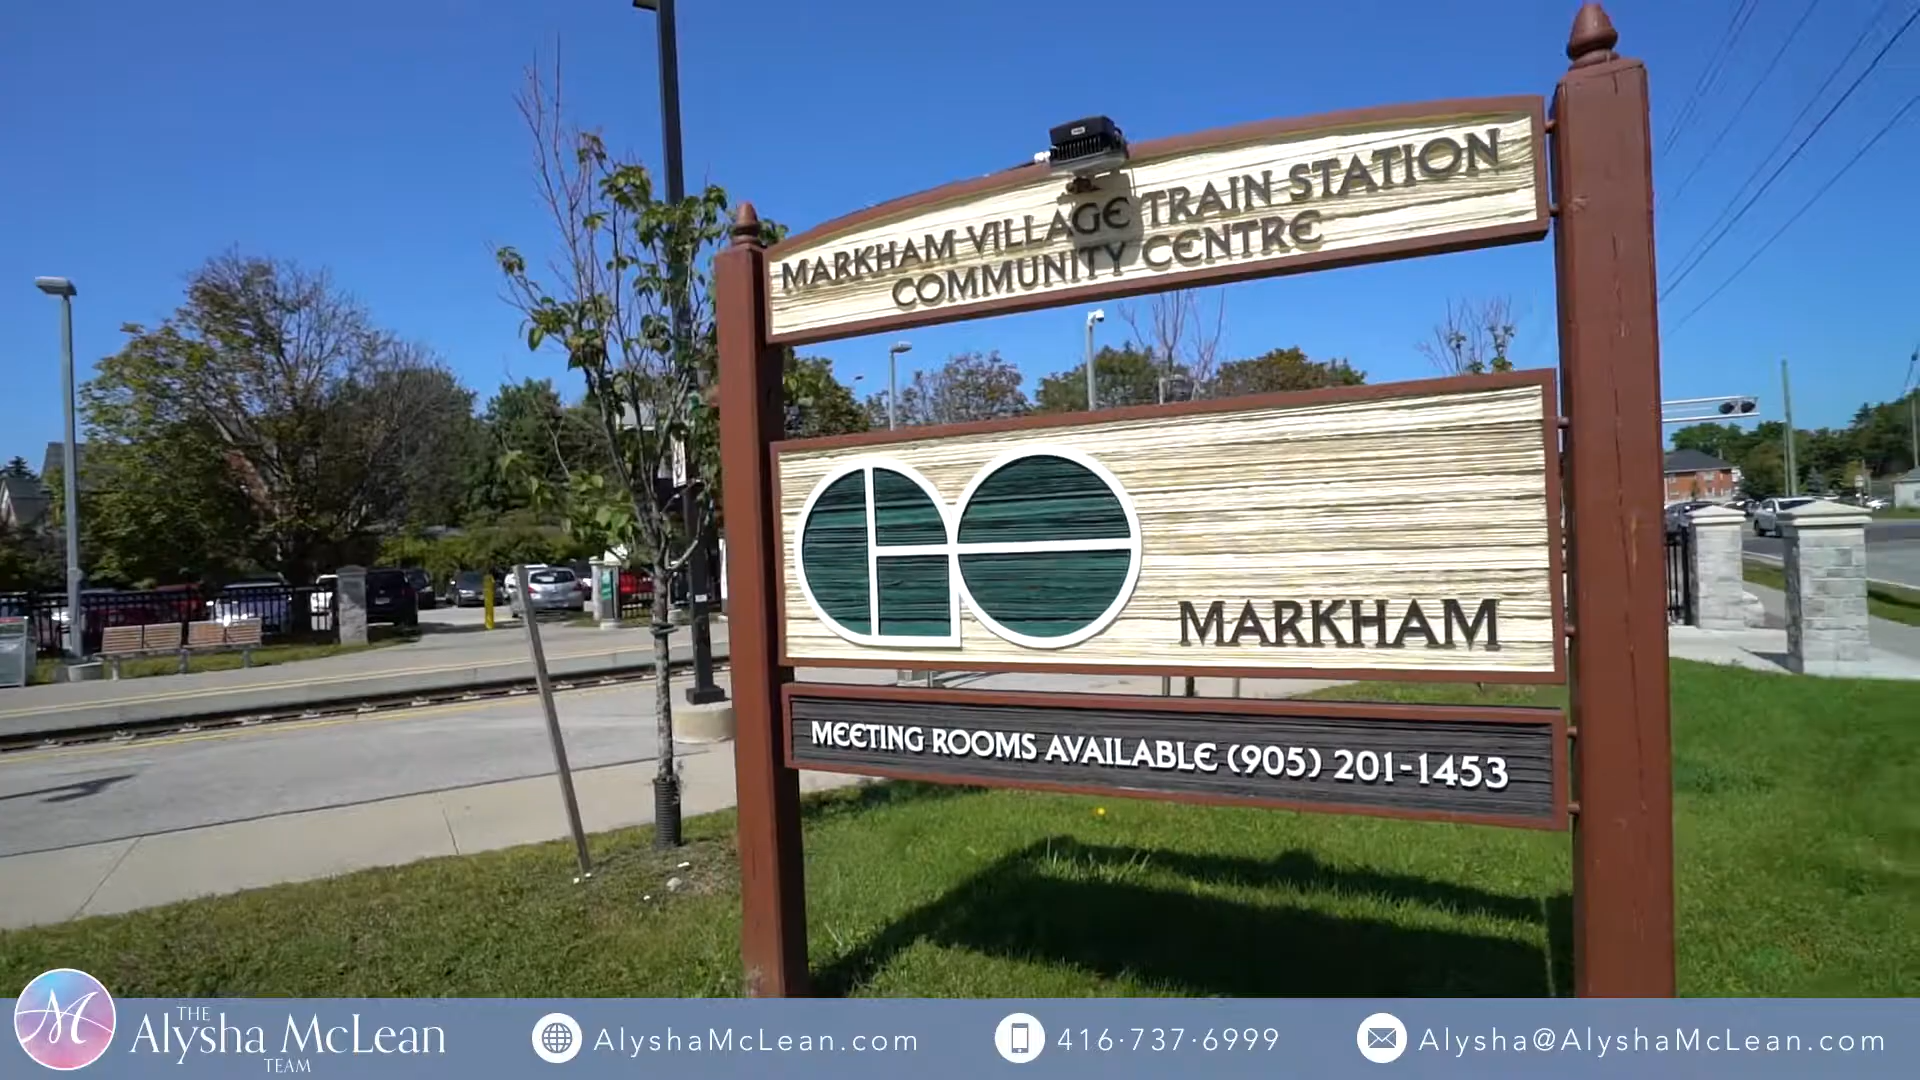 MARKHAM VILLAGE TRAIN STATION
COMMUNITY CENTRE
GO
MARKHAM
MEETING ROOMS AVAILABLE (905) 201-1453
M
THE
Alysha McLean
TEAM
AlyshaMcLean.com
416·737·6999
Alysha@AlyshaMcLean.com